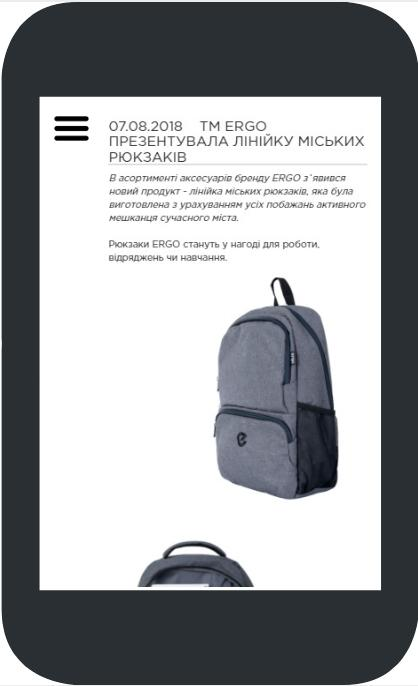 07.08.2018 TM ERGO
ПРЕЗЕНТУВАЛА ЛІНІЙКУ МІСЬКИХ
РЮКЗАКІВ
В асортименті аксесуарів бренду ERGO з`явився
новий продукт - лінійка міських рюкзаків, яка була
виготовлена з урахуванням усіх побажань активного
мешканця сучасного міста.
Рюкзаки ERGO стануть у нагоді для роботи,
відряджень чи навчання.